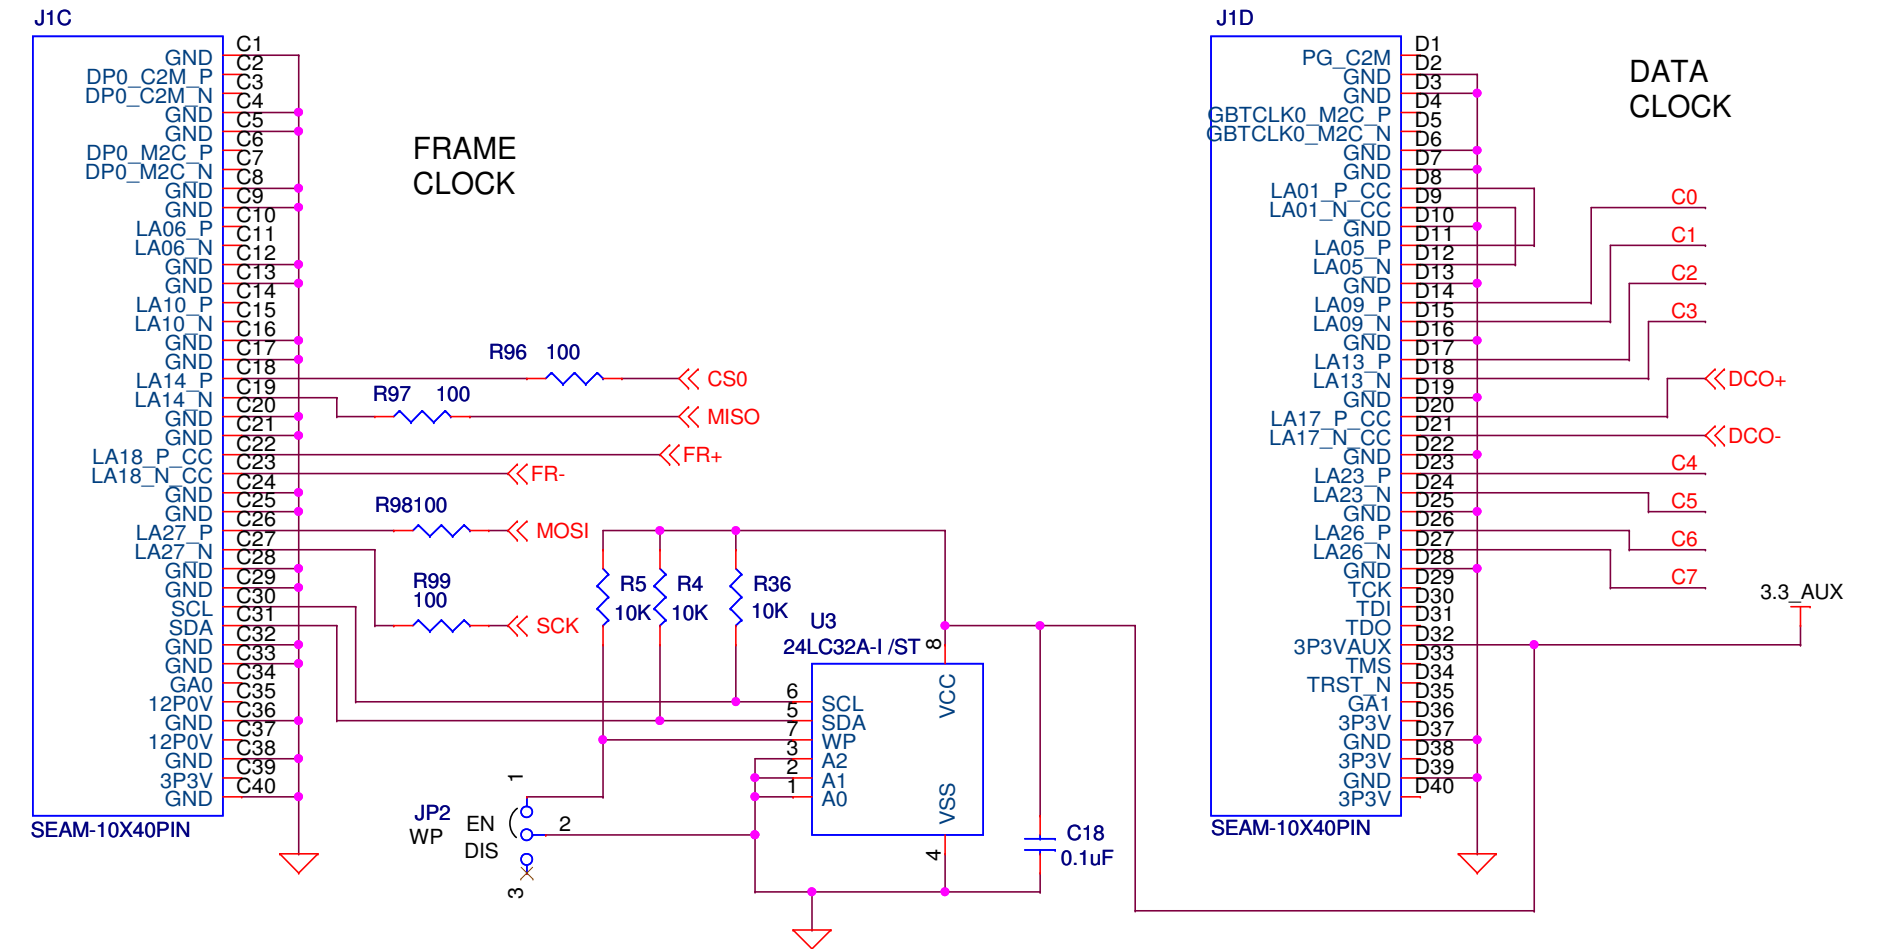 J1C
GND C1
DP0_C2M_P C2
DP0_C2M_N C3
GND C4
GND C5
DP0_M2C_P C6
DP0_M2C_N C7
GND C8
GND C9
LA06_P C10
LA06_N C11
GND C12
GND C13
LA10_P C14
LA10_N C15
GND C16
GND C17
LA14_P C18
LA14_N C19
GND C20
GND C21
LA18_P_CC C22
LA18_N_CC C23
GND C24
GND C25
LA27_P C26
LA27_N C27
GND C28
GND C29
SCL C30
SDA C31
GND C32
GND C33
GA0 C34
12P0V C35
GND C36
12P0V C37
GND C38
3P3V C39
GND C40
SEAM-10X40PIN
FRAME
CLOCK
R96 100
CS0
R97 100
MISO
FR+
FR-
R98100
MOSI
R99
100
SCK
R5
10K
R4
10K
R36
10K
U3
24LC32A-I /ST
8
VCC
6 SCL
5 SDA
7 WP
3 A2
2 A1
1 A0
VSS
4
JP2
WP
EN
DIS
1
2
3
C18
0.1uF
J1D
PG_C2M D1
GND D2
GND D3
GBTCLK0_M2C_P D4
GBTCLK0_M2C_N D5
GND D6
GND D7
LA01_P_CC D8
LA01_N_CC D9
GND D10
LA05_P D11
LA05_N D12
GND D13
LA09_P D14
LA09_N D15
GND D16
LA13_P D17
LA13_N D18
GND D19
LA17_P_CC D20
LA17_N_CC D21
GND D22
LA23_P D23
LA23_N D24
GND D25
LA26_P D26
LA26_N D27
GND D28
TCK D29
TDI D30
TDO D31
3P3VAUX D32
TMS D33
TRST_N D34
GA1 D35
3P3V D36
GND D37
3P3V D38
GND D39
3P3V D40
SEAM-10X40PIN
DATA
CLOCK
C0
C1
C2
C3
DCO+
DCO-
C4
C5
C6
C7
3.3_AUX